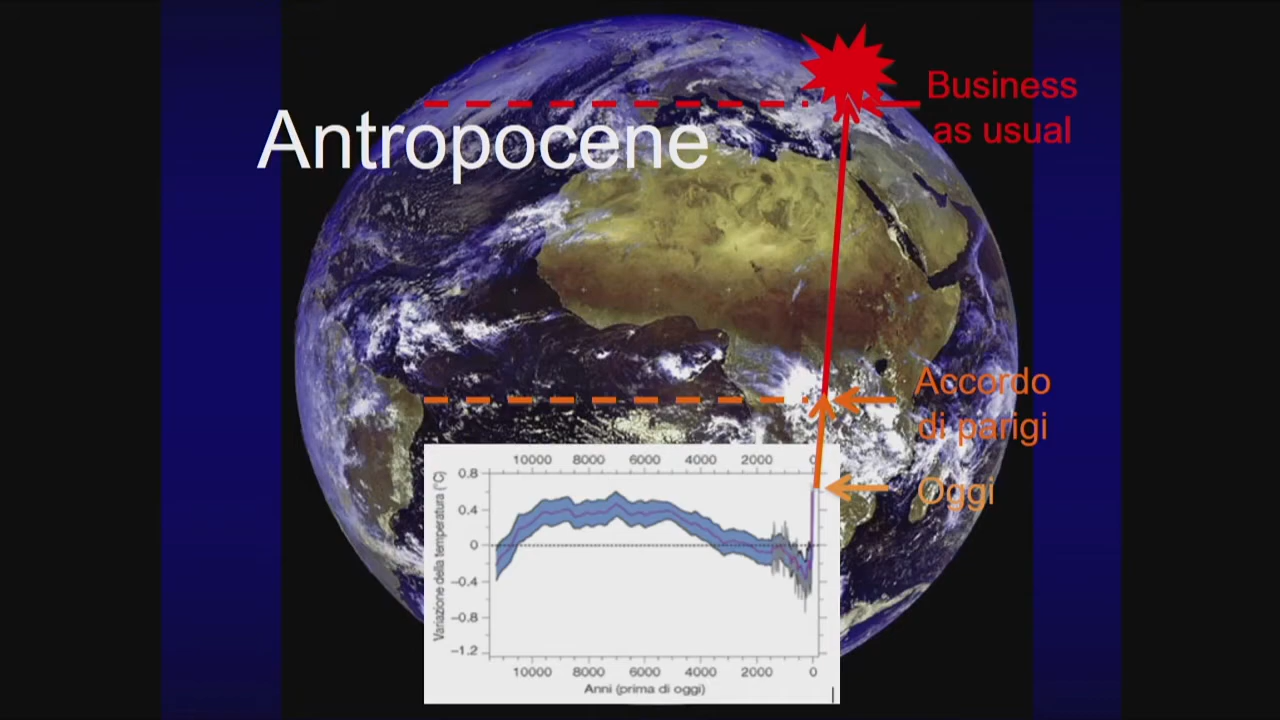 Business
as usual
Antropocene
Accordo
di parigi
Oggi
10000 8000 6000 4000 2000 0
0.8
0.4
0
−0.4
−0.8
−1.2
Variazione della temperatura (°C)
10000 8000 6000 4000 2000 0
Anni (prima di oggi)